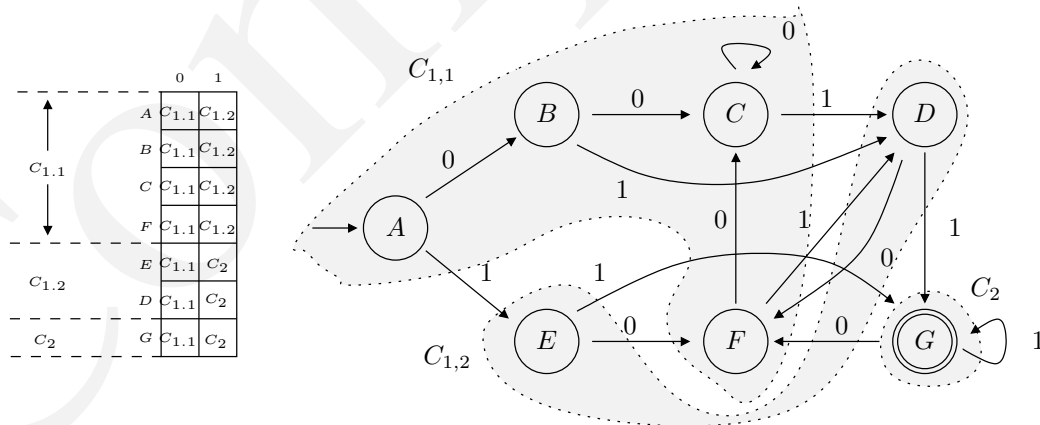 0 1
A C1.1 C1.2
B C1.1 C1.2
C1.1
C C1.1 C1.2
F C1.1 C1.2
E C1.1 C2
C1.2
D C1.1 C2
C2 G C1.1 C2
0
C1,1
B 0 C 1 D
0
1
A 0 1 1
1 1 0
C2
E 0 F 0 G 1
C1,2